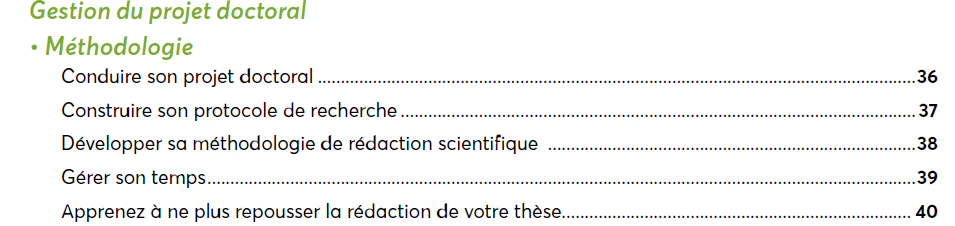 Gestion du projet doctoral
• Méthodologie
Conduire son projet doctoral ........................................................................................................................................36
Construire son protocole de recherche ........................................................................................................................37
Développer sa méthodologie de rédaction scientifique ..................................................................................38
Gérer son temps................................................................................................................................................................39
Apprenez à ne plus repousser la rédaction de votre thèse............................................................................. 40